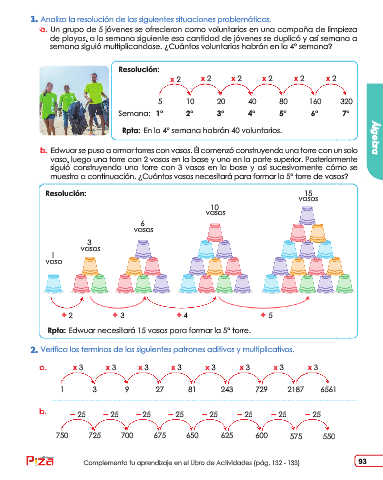 1. Analiza la resolución de las siguientes situaciones problemáticas.
a. Un grupo de 5 jóvenes se ofrecieron como voluntarios en una campaña de limpieza
de playas, a la semana siguiente esa cantidad de jóvenes se duplicó y así semana a
semana siguió multiplicándose. ¿Cuántos voluntarios habrán en la 4° semana?
Resolución:
x 2 x 2 x 2 x 2 x 2 x 2
5 10 20 40 80 160 320
Semana: 1° 2° 3° 4° 5° 6° 7°
Rpta: En la 4° semana habrán 40 voluntarios.
Álgebra
b. Edwuar se puso a armar torres con vasos. Él comenzó construyendo una torre con un solo
vaso, luego una torre con 2 vasos en la base y uno en la parte superior. Posteriormente
siguió construyendo una torre con 3 vasos en la base y así sucesivamente cómo se
muestra a continuación. ¿Cuántos vasos necesitará para formar la 5° torre de vasos?
Resolución:
1
vaso
3
vasos
6
vasos
10
vasos
15
vasos
+ 2 + 3 + 4 + 5
Rpta: Edwuar necesitará 15 vasos para formar la 5° torre.
2. Verifica los términos de los siguientes patrones aditivos y multiplicativos.
a. x 3 x 3 x 3 x 3 x 3 x 3 x 3 x 3
1 3 9 27 81 243 729 2187 6561
b. - 25 - 25 - 25 - 25 - 25 - 25 - 25 - 25
750 725 700 675 650 625 600 575 550
Complementa tu aprendizaje en el Libro de Actividades (pág. 132 - 133)
93